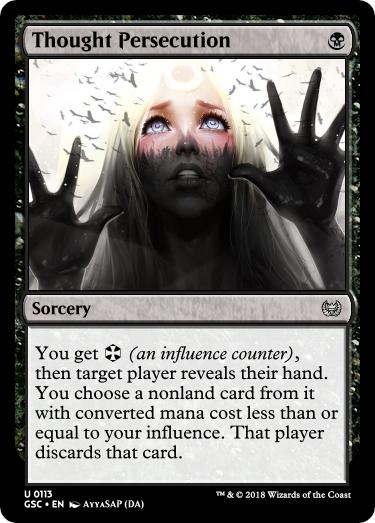 Thought Persecution
Sorcery
You get (an influence counter),
then target player reveals their hand.
You choose a nonland card from it
with converted mana cost less than or
equal to your influence. That player
discards that card.
U 0113
GSC • EN AyyaSAP (DA)
™ & © 2018 Wizards of the Coast